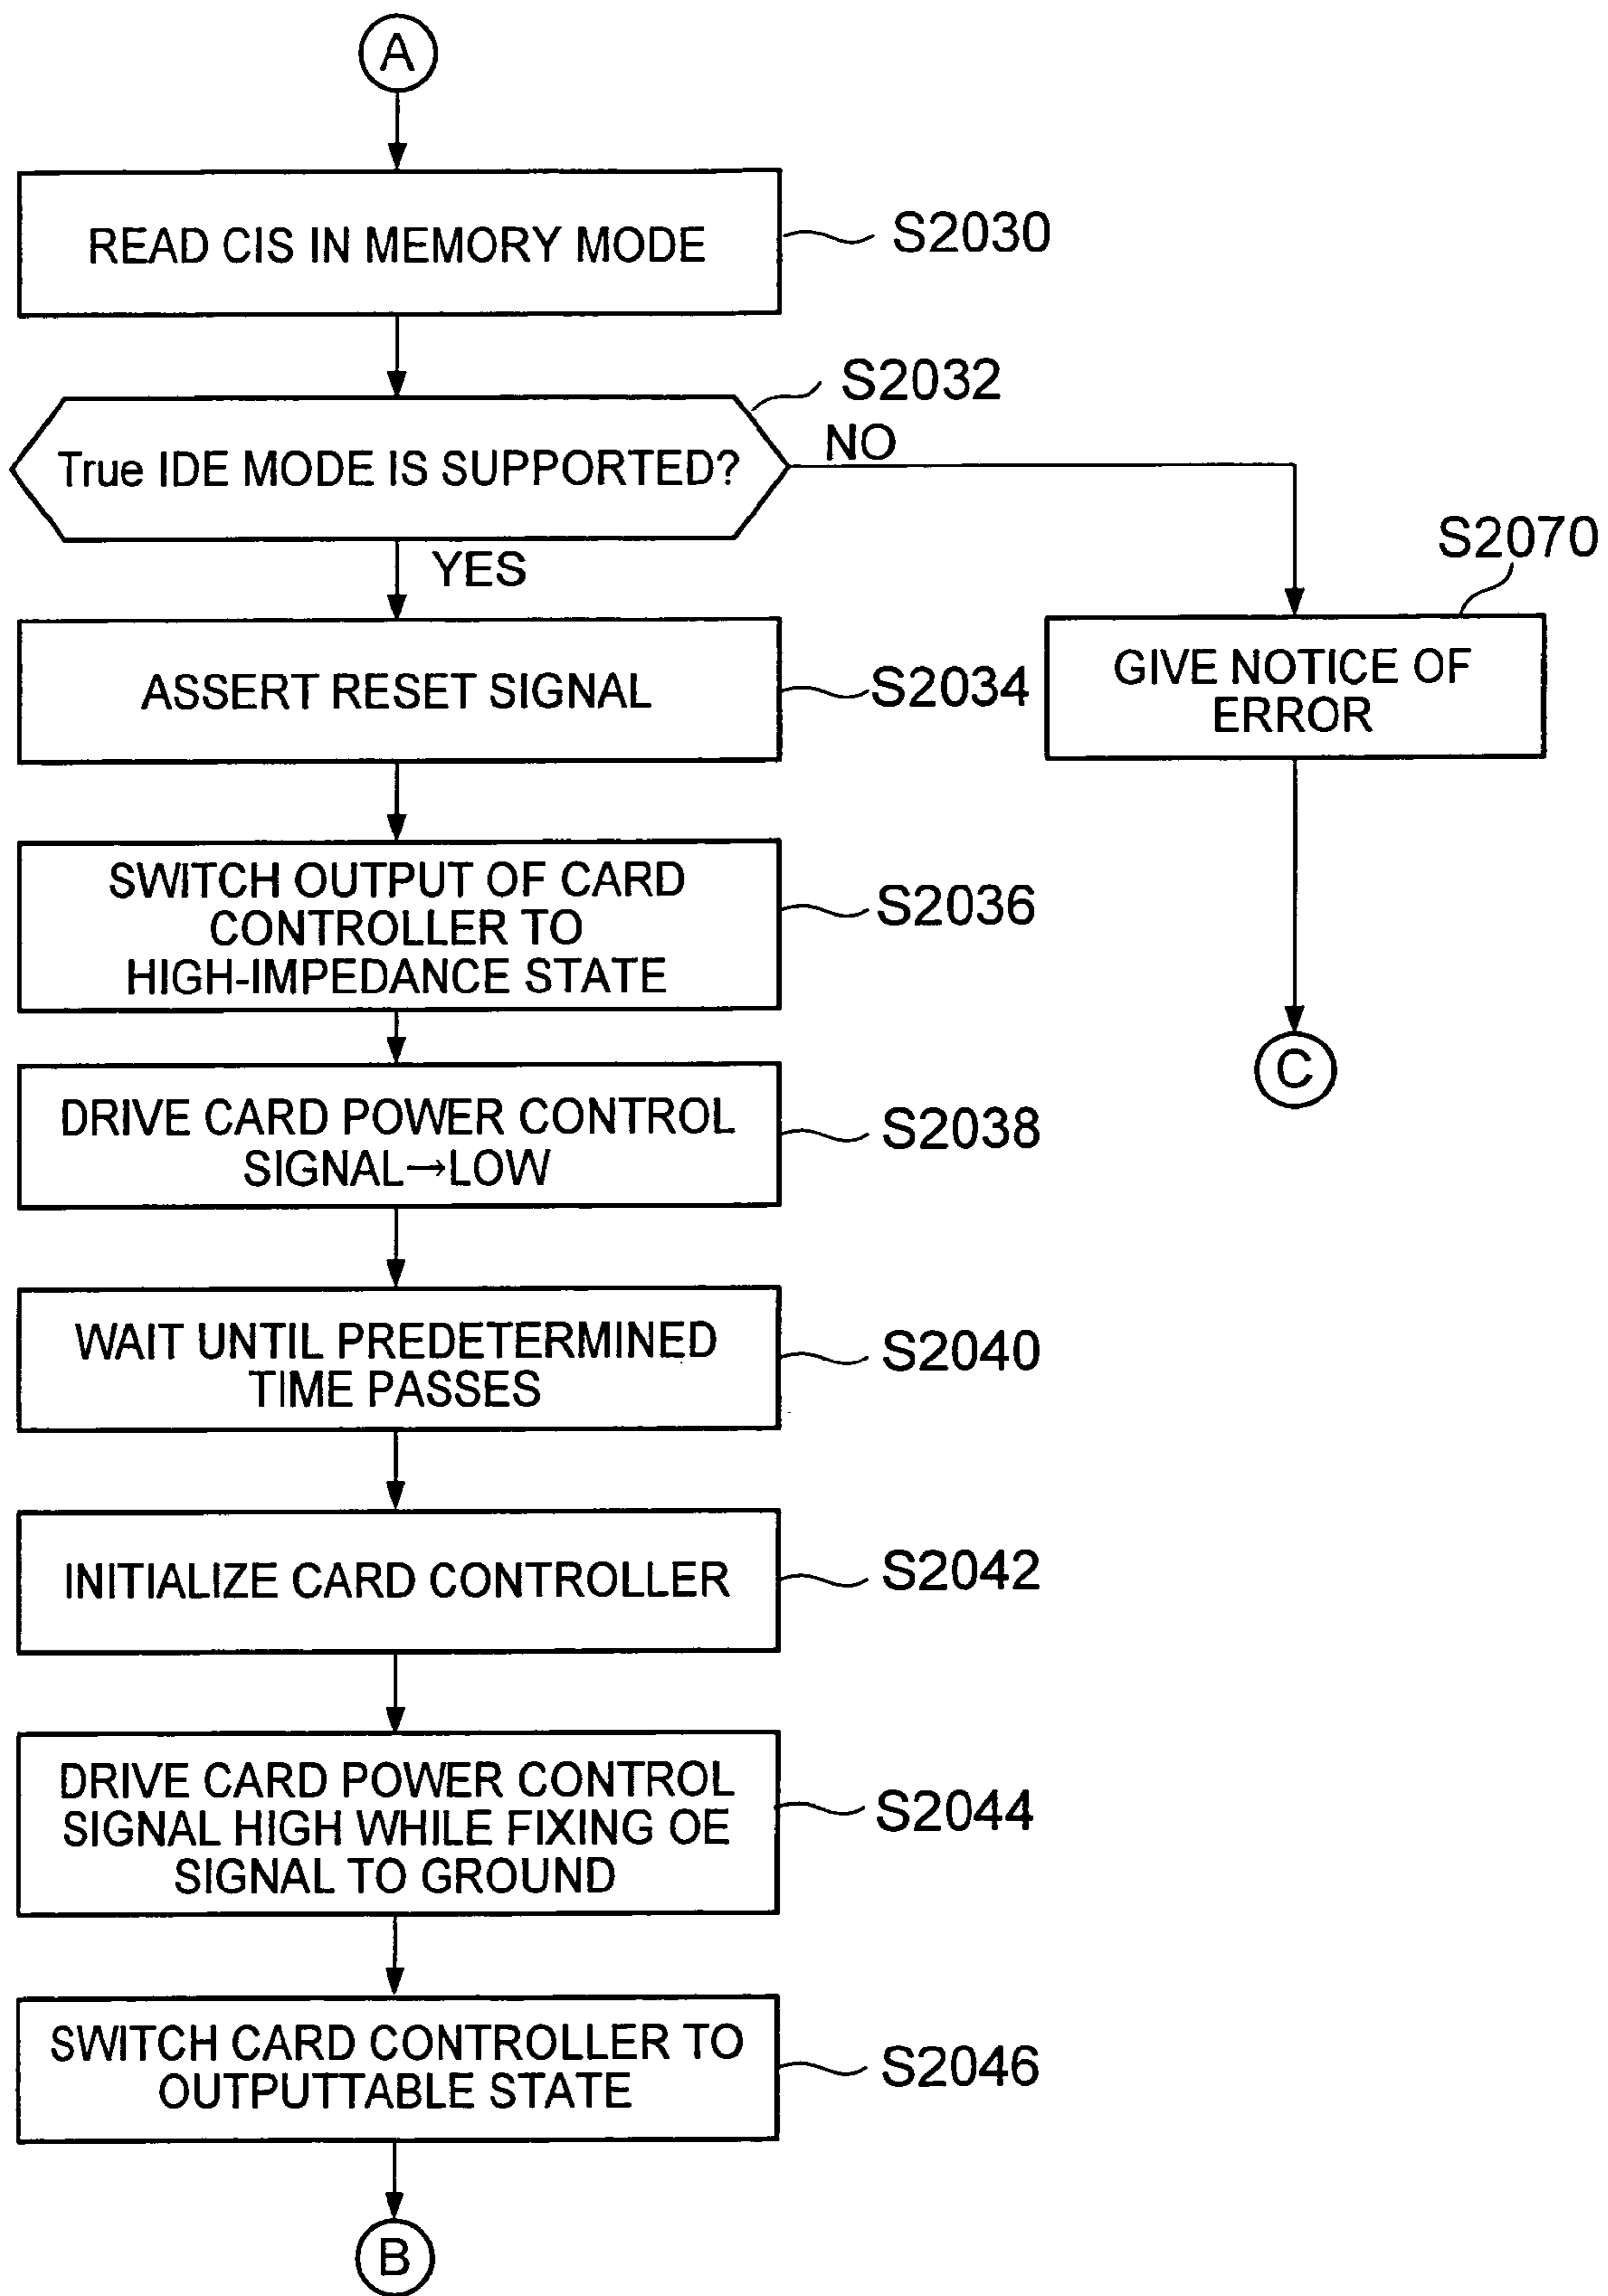 A
READ CIS IN MEMORY MODE
S2030
S2032
True IDE MODE IS SUPPORTED?
NO
YES
S2070
GIVE NOTICE OF
ERROR
ASSERT RESET SIGNAL
S2034
SWITCH OUTPUT OF CARD
CONTROLLER TO
HIGH-IMPEDANCE STATE
S2036
C
DRIVE CARD POWER CONTROL
SIGNAL→LOW
S2038
WAIT UNTIL PREDETERMINED
TIME PASSES
S2040
INITIALIZE CARD CONTROLLER
S2042
DRIVE CARD POWER CONTROL
SIGNAL HIGH WHILE FIXING OE
SIGNAL TO GROUND
S2044
SWITCH CARD CONTROLLER TO
OUTPUTTABLE STATE
S2046
B